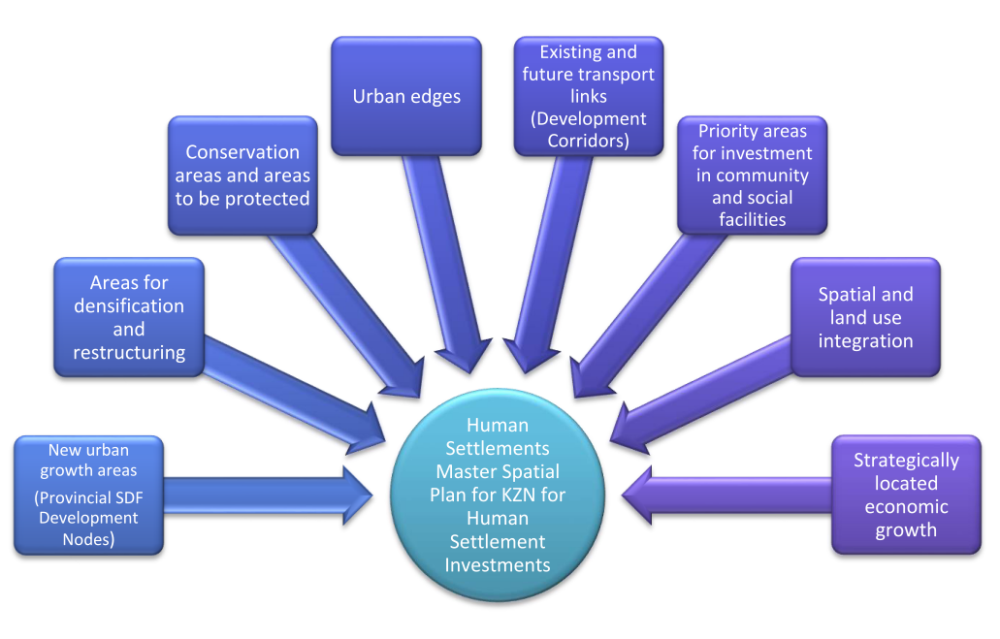 New urban
growth areas
(Provincial SDF
Development
Nodes)
Areas for
densification
and
restructuring
Conservation
areas and areas
to be protected
Urban edges
Existing and
future transport
links
(Development
Corridors)
Priority areas
for investment
in community
and social
facilities
Spatial and
land use
integration
Strategically
located
economic
growth
Human
Settlements
Master Spatial
Plan for KZN for
Human
Settlement
Investments